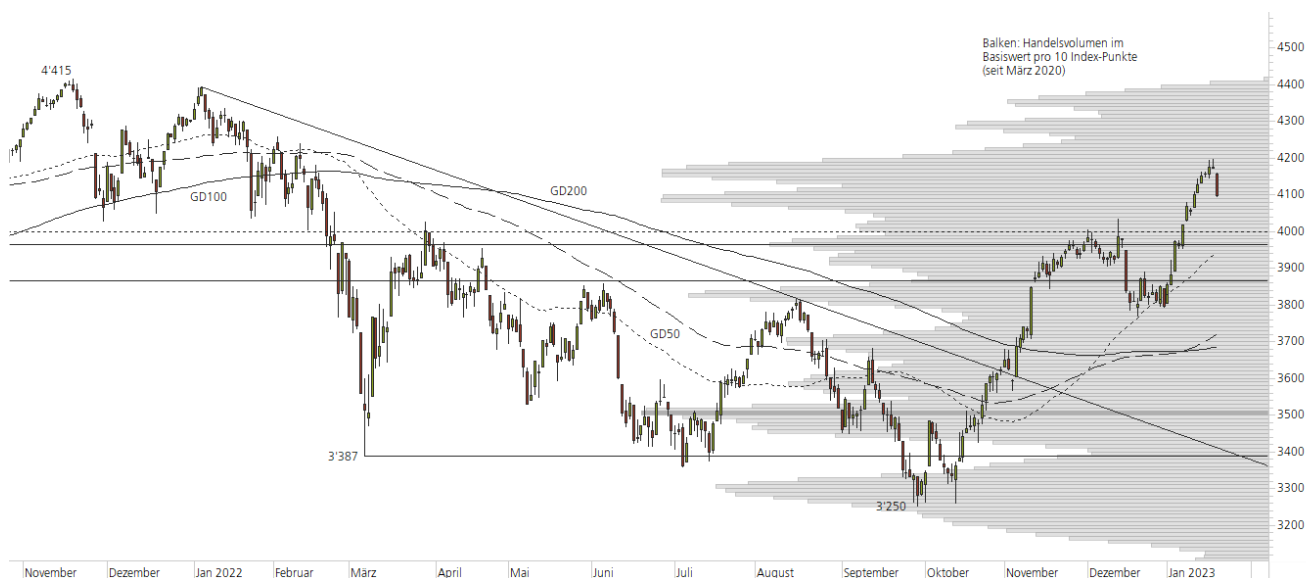 Balken: Handelsvolumen im
Basiswert pro 10 Index-Punkte
(seit März 2020)
4'415
GD100
GD200
GD50
3'387
3'250
4500
4400
4300
4200
4100
4000
3900
3800
3700
3600
3500
3400
3300
3200
November Dezember Jan 2022 Februar März April Mai Juni Juli August September Oktober November Dezember Jan 2023